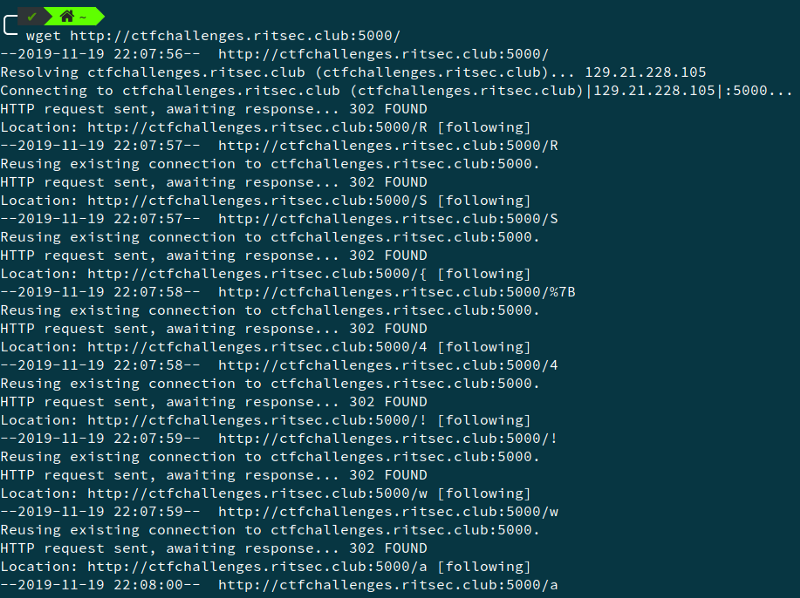 ✓ ~
wget http://ctfchallenges.ritsec.club:5000/
--2019-11-19 22:07:56--  http://ctfchallenges.ritsec.club:5000/
Resolving ctfchallenges.ritsec.club (ctfchallenges.ritsec.club)... 129.21.228.105
Connecting to ctfchallenges.ritsec.club (ctfchallenges.ritsec.club)|129.21.228.105|:5000...
HTTP request sent, awaiting response... 302 FOUND
Location: http://ctfchallenges.ritsec.club:5000/R [following]
--2019-11-19 22:07:57--  http://ctfchallenges.ritsec.club:5000/R
Reusing existing connection to ctfchallenges.ritsec.club:5000.
HTTP request sent, awaiting response... 302 FOUND
Location: http://ctfchallenges.ritsec.club:5000/S [following]
--2019-11-19 22:07:57--  http://ctfchallenges.ritsec.club:5000/S
Reusing existing connection to ctfchallenges.ritsec.club:5000.
HTTP request sent, awaiting response... 302 FOUND
Location: http://ctfchallenges.ritsec.club:5000/{ [following]
--2019-11-19 22:07:58--  http://ctfchallenges.ritsec.club:5000/%7B
Reusing existing connection to ctfchallenges.ritsec.club:5000.
HTTP request sent, awaiting response... 302 FOUND
Location: http://ctfchallenges.ritsec.club:5000/4 [following]
--2019-11-19 22:07:58--  http://ctfchallenges.ritsec.club:5000/4
Reusing existing connection to ctfchallenges.ritsec.club:5000.
HTTP request sent, awaiting response... 302 FOUND
Location: http://ctfchallenges.ritsec.club:5000/! [following]
--2019-11-19 22:07:59--  http://ctfchallenges.ritsec.club:5000/!
Reusing existing connection to ctfchallenges.ritsec.club:5000.
HTTP request sent, awaiting response... 302 FOUND
Location: http://ctfchallenges.ritsec.club:5000/w [following]
--2019-11-19 22:07:59--  http://ctfchallenges.ritsec.club:5000/w
Reusing existing connection to ctfchallenges.ritsec.club:5000.
HTTP request sent, awaiting response... 302 FOUND
Location: http://ctfchallenges.ritsec.club:5000/a [following]
--2019-11-19 22:08:00--  http://ctfchallenges.ritsec.club:5000/a